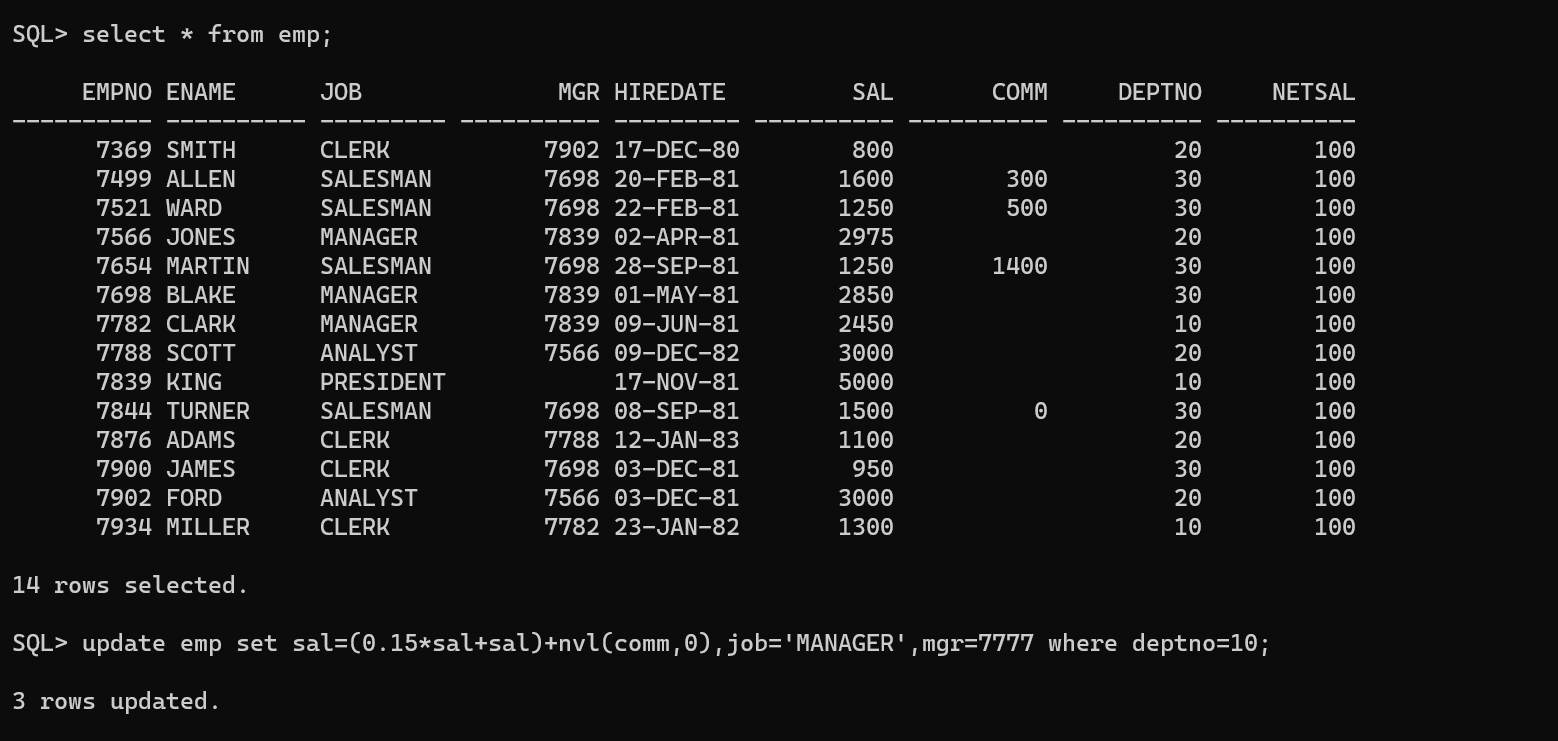 SQL> select * from emp;
     EMPNO ENAME      JOB              MGR HIREDATE         SAL       COMM     DEPTNO     NETSAL
---------- ---------- --------- ---------- --------- ---------- ---------- ---------- ----------
      7369 SMITH      CLERK           7902 17-DEC-80        800                    20        100
      7499 ALLEN      SALESMAN        7698 20-FEB-81       1600        300         30        100
      7521 WARD       SALESMAN        7698 22-FEB-81       1250        500         30        100
      7566 JONES      MANAGER         7839 02-APR-81       2975                    20        100
      7654 MARTIN     SALESMAN        7698 28-SEP-81       1250       1400         30        100
      7698 BLAKE      MANAGER         7839 01-MAY-81       2850                    30        100
      7782 CLARK      MANAGER         7839 09-JUN-81       2450                    10        100
      7788 SCOTT      ANALYST         7566 09-DEC-82       3000                    20        100
      7839 KING       PRESIDENT            17-NOV-81       5000                    10        100
      7844 TURNER     SALESMAN        7698 08-SEP-81       1500          0         30        100
      7876 ADAMS      CLERK           7788 12-JAN-83       1100                    20        100
      7900 JAMES      CLERK           7698 03-DEC-81        950                    30        100
      7902 FORD       ANALYST         7566 03-DEC-81       3000                    20        100
      7934 MILLER     CLERK           7782 23-JAN-82       1300                    10        100
14 rows selected.
SQL> update emp set sal=(0.15*sal+sal)+nvl(comm,0),job='MANAGER',mgr=7777 where deptno=10;
3 rows updated.